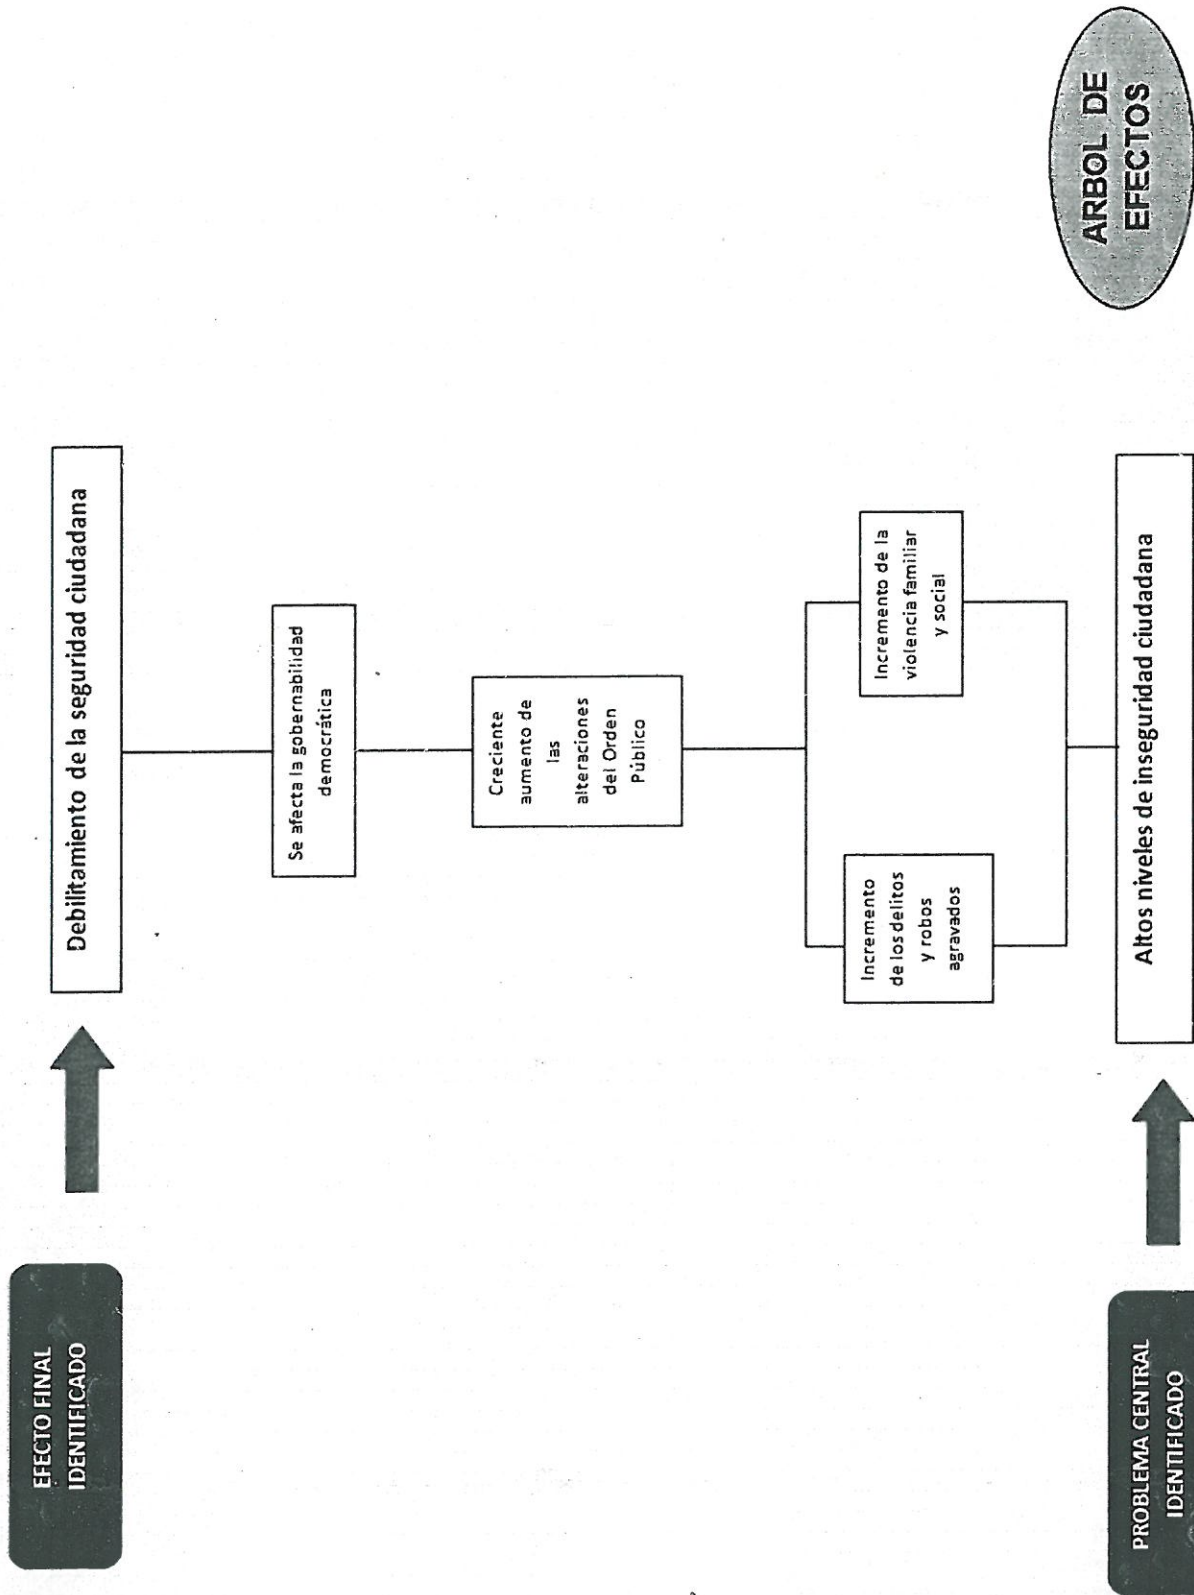 EFECTO FINAL
IDENTIFICADO
Debilitamiento de la seguridad ciudadana
Se afecta la gobernabilidad
democrática
Creciente
aumento de
las
alteraciones
del Orden
Público
Incremento
de los delitos
y robos
agravados
Incremento de la
violencia familiar
y social
PROBLEMA CENTRAL
IDENTIFICADO
Altos niveles de inseguridad ciudadana
ARBOL DE
EFECTOS